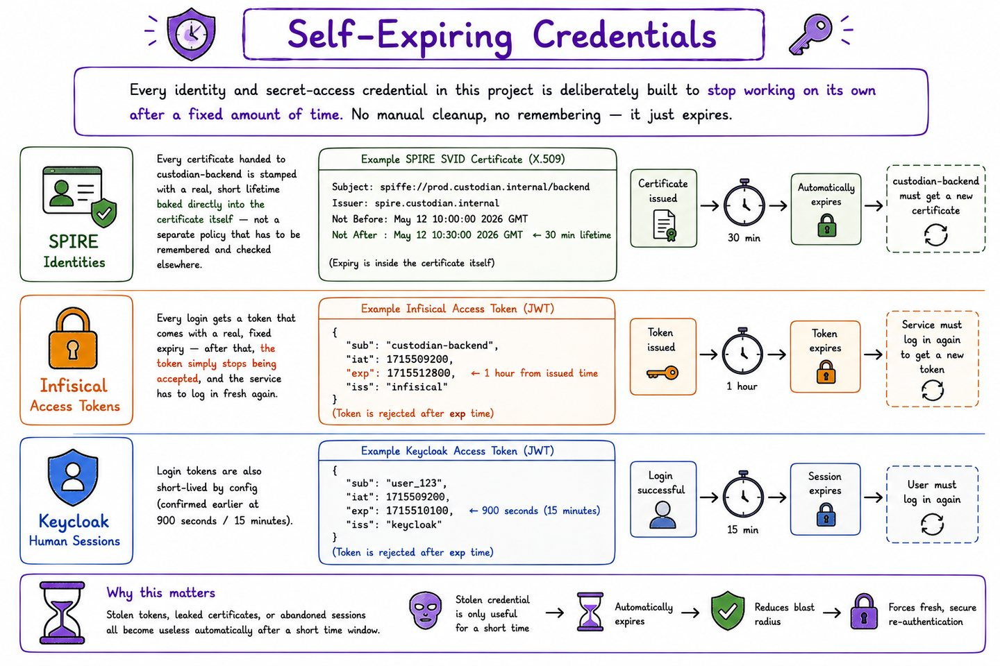 Self-Expiring Credentials
Every identity and secret-access credential in this project is deliberately built to stop working on its own
after a fixed amount of time. No manual cleanup, no remembering — it just expires.
SPIRE
Identities
Every certificate handed to
custodian-backend is stamped
with a real, short lifetime
baked directly into the
certificate itself — not a
separate policy that has to be
remembered and checked
elsewhere.
Example SPIRE SVID Certificate (X.509)
Subject: spiffe://prod.custodian.internal/backend
Issuer: spire.custodian.internal
Not Before: May 12 10:00:00 2026 GMT
Not After : May 12 10:30:00 2026 GMT ← 30 min lifetime
(Expiry is inside the certificate itself)
Certificate
issued
30 min
Automatically
expires
custodian-backend
must get a new
certificate
Infisical
Access Tokens
Every login gets a token that
comes with a real, fixed
expiry — after that, the
token simply stops being
accepted, and the service
has to log in fresh again.
Example Infisical Access Token (JWT)
{
"sub": "custodian-backend",
"iat": 1715509200,
"exp": 1715512800, ← 1 hour from issued time
"iss": "infisical"
}
(Token is rejected after exp time)
Token
issued
1 hour
Token
expires
Service must
log in again
to get a new
token
Keycloak
Human Sessions
Login tokens are also
short-lived by config
(confirmed earlier at
900 seconds / 15 minutes).
Example Keycloak Access Token (JWT)
{
"sub": "user_123",
"iat": 1715509200,
"exp": 1715510100, ← 900 seconds (15 minutes)
"iss": "keycloak"
}
(Token is rejected after exp time)
Login
successful
15 min
Session
expires
User must
log in again
Why this matters
Stolen tokens, leaked certificates, or abandoned sessions
all become useless automatically after a short time window.
Stolen credential
is only useful
for a short time
Automatically
expires
Reduces blast
radius
Forces fresh, secure
re-authentication